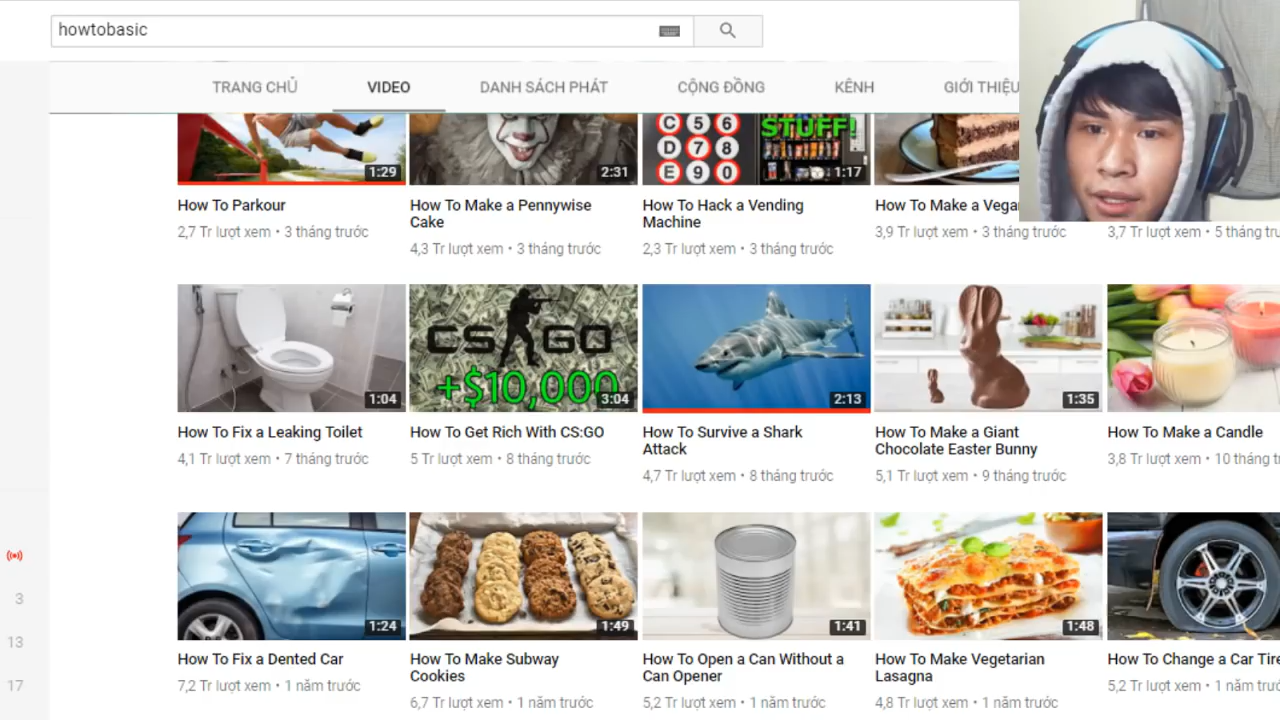 howtobasic
TRANG CHỦ VIDEO DANH SÁCH PHÁT CỘNG ĐỒNG KÊNH GIỚI THIỆU
C 5 6 STUFF!
D 7 8
E 9 0
1:29 2:31 1:17
How To Parkour How To Make a Pennywise How To Hack a Vending How To Make a
Cake Machine
2,7 Tr lượt xem • 3 tháng trước 3,9 Tr lượt xem • 3 tháng trước 3,7 Tr lượt xem • 5 tháng
4,3 Tr lượt xem • 3 tháng trước 2,3 Tr lượt xem • 3 tháng trước
CS GO
+$10,000
1:04 3:04 2:13 1:35
How To Fix a Leaking Toilet How To Get Rich With CS:GO How To Survive a Shark How To Make a Giant How To Make a Candle
Attack Chocolate Easter Bunny
4,1 Tr lượt xem • 7 tháng trước 5 Tr lượt xem • 8 tháng trước 3,8 Tr lượt xem • 10 tháng
4,7 Tr lượt xem • 8 tháng trước 5,1 Tr lượt xem • 9 tháng trước
3
13
1:24 1:49 1:41 1:48
How To Fix a Dented Car How To Make Subway How To Open a Can Without a How To Make Vegetarian How To Change a Car Tire
Cookies Can Opener Lasagna
17
7,2 Tr lượt xem • 1 năm trước 5,2 Tr lượt xem • 1 năm
6,7 Tr lượt xem • 1 năm trước 5,2 Tr lượt xem • 1 năm trước 4,8 Tr lượt xem • 1 năm trước